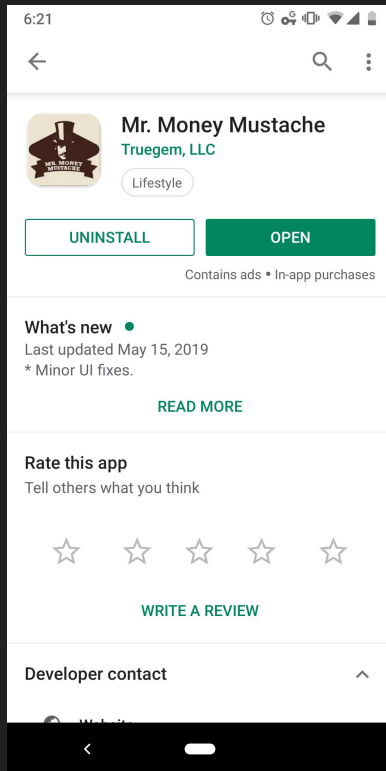 6:21
G
Mr. Money Mustache
MR. MONEY
MUSTACHE
Truegem, LLC
Lifestyle
UNINSTALL
OPEN
Contains ads • In-app purchases
What's new
Last updated May 15, 2019
* Minor UI fixes.
READ MORE
Rate this app
Tell others what you think
WRITE A REVIEW
Developer contact
Website